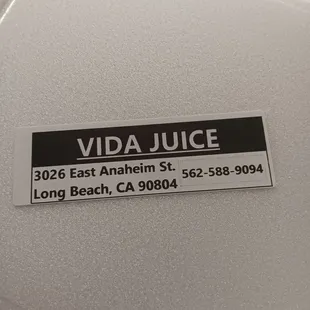 VIDA JUICE
3026 East Anaheim St. 562-588-9094
Long Beach, CA 90804